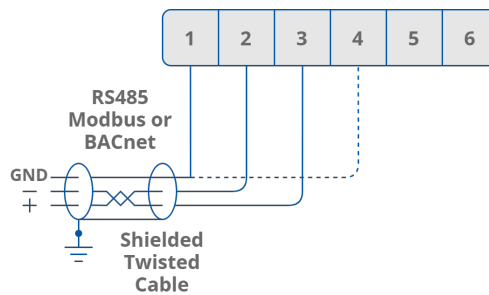 1 2 3 4 5 6
RS485
Modbus or
BACnet
GND
−
+
Shielded
Twisted
Cable